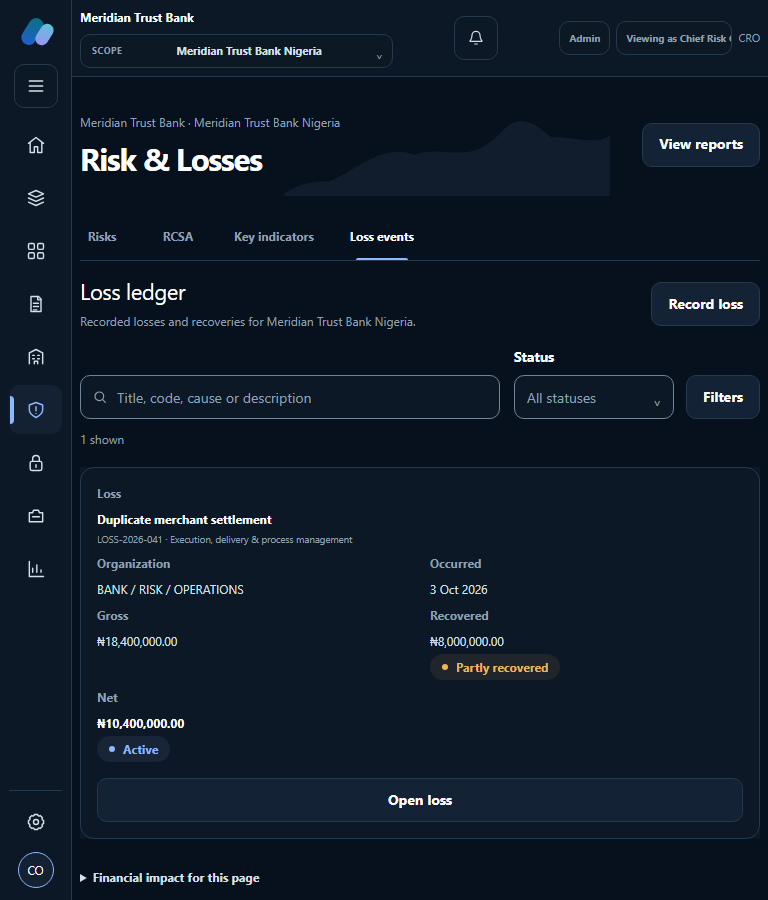 Meridian Trust Bank
SCOPE Meridian Trust Bank Nigeria
Admin
Viewing as Chief Risk
CRO
Meridian Trust Bank · Meridian Trust Bank Nigeria
Risk & Losses
View reports
Risks RCSA Key indicators Loss events
Loss ledger
Recorded losses and recoveries for Meridian Trust Bank Nigeria.
Record loss
Status
Title, code, cause or description
All statuses
Filters
1 shown
Loss
Duplicate merchant settlement
LOSS-2026-041 · Execution, delivery & process management
Organization Occurred
BANK / RISK / OPERATIONS 3 Oct 2026
Gross Recovered
₦18,400,000.00 ₦8,000,000.00
Partly recovered
Net
₦10,400,000.00
Active
Open loss
Financial impact for this page
CO